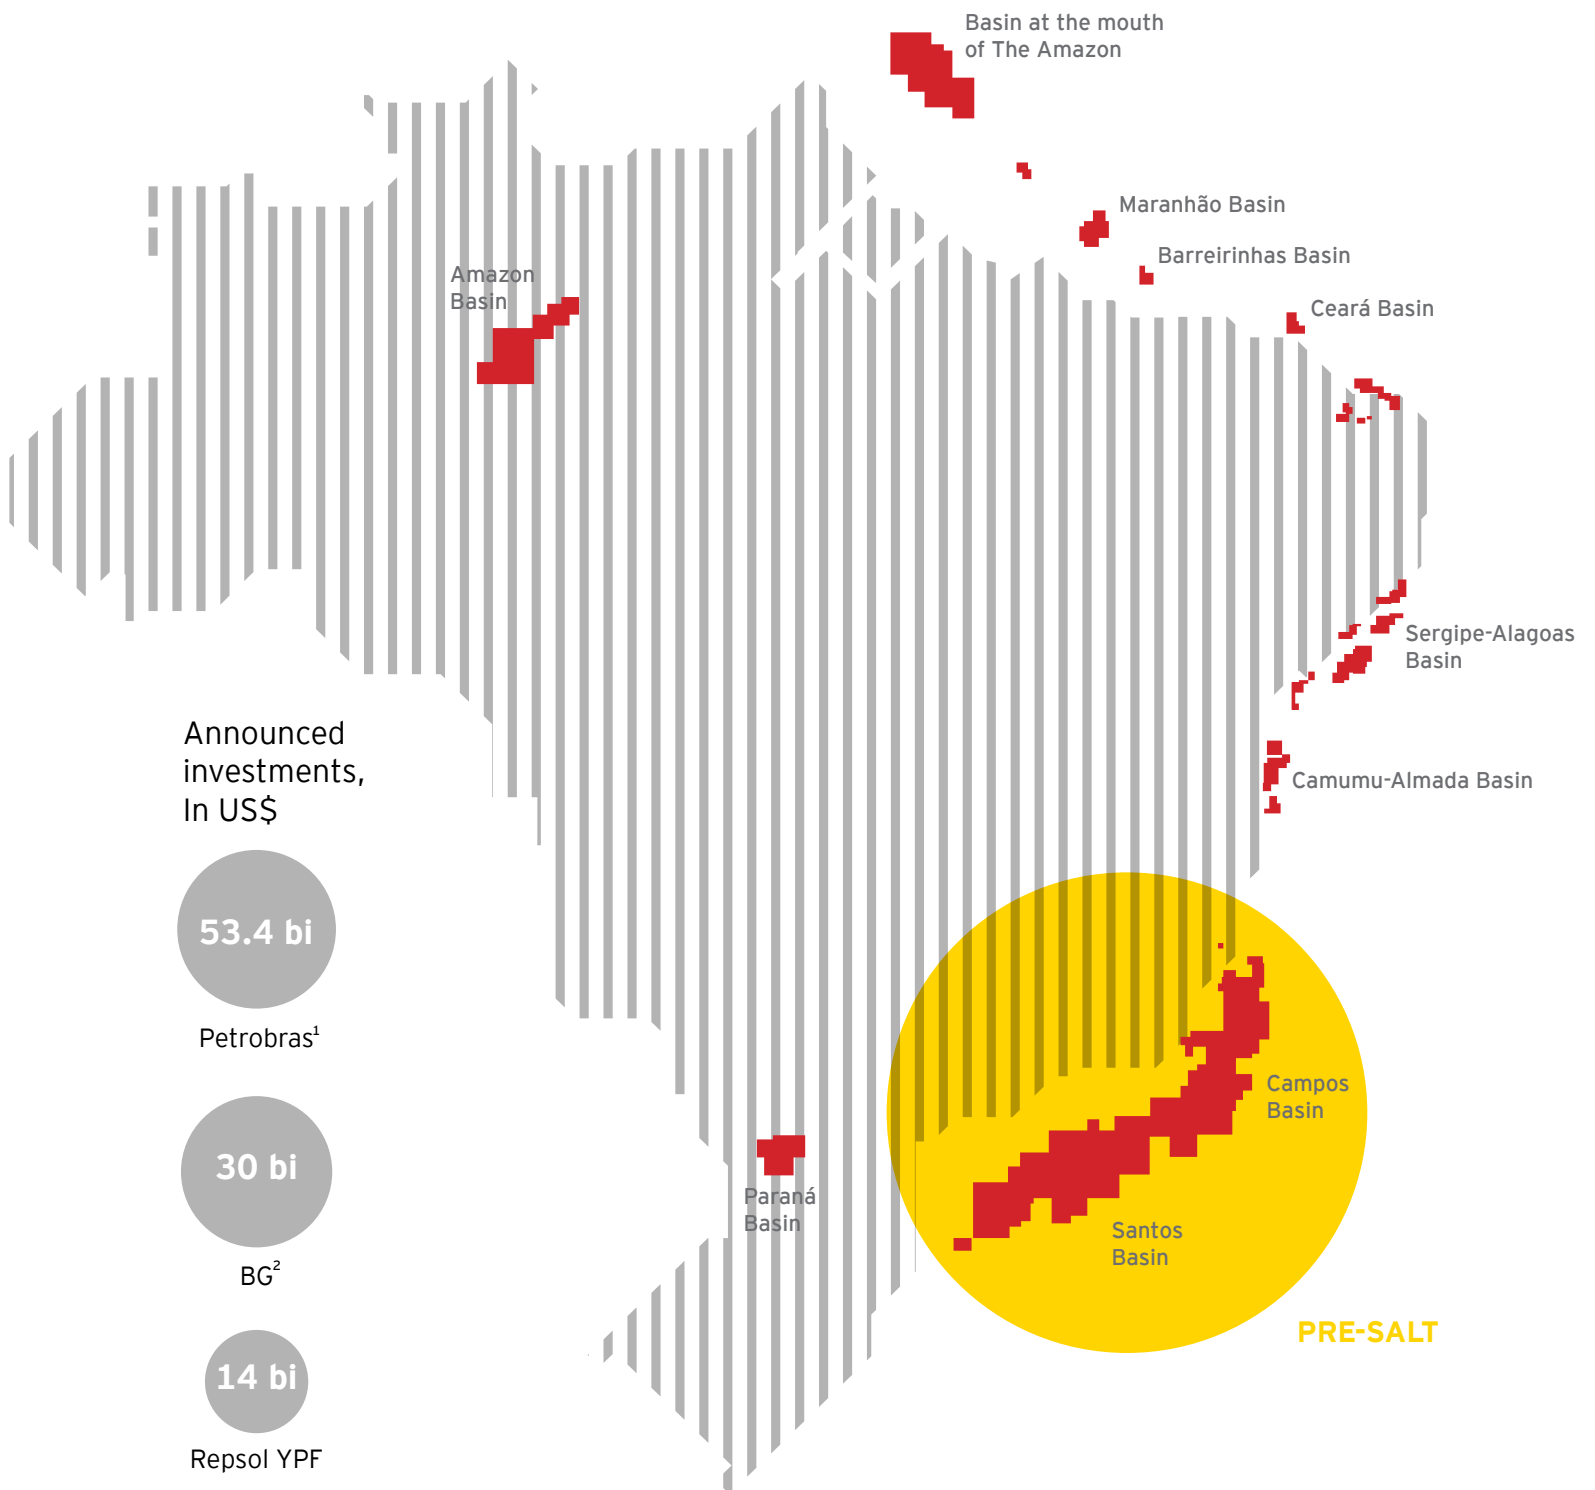 Basin at the mouth
of The Amazon
Maranhão Basin
Barreirinhas Basin
Amazon
Basin
Ceará Basin
Sergipe-Alagoas
Basin
Announced
investments,
In US$
Camumu-Almada Basin
53.4 bi
Petrobras¹
Campos
Basin
30 bi
BG²
Paraná
Basin
Santos
Basin
PRE-SALT
14 bi
Repsol YPF